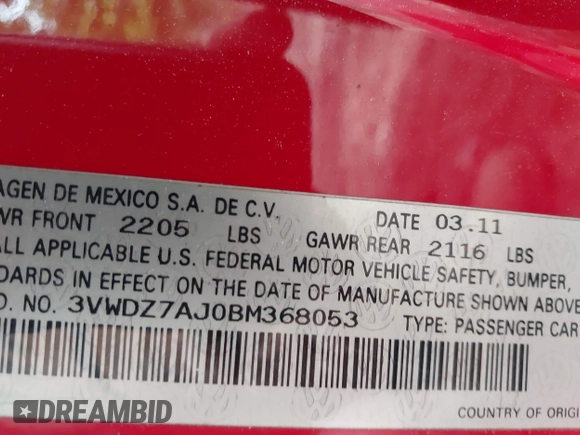 AGEN DE MEXICO S.A. DE C.V. DATE 03.11
WR FRONT 2205 LBS GAWR REAR 2116 LBS
ALL APPLICABLE U.S. FEDERAL MOTOR VEHICLE SAFETY, BUMPER,
DARDS IN EFFECT ON THE DATE OF MANUFACTURE SHOWN ABOVE
D. NO. 3VWDZ7AJ0BM368053 TYPE: PASSENGER CAR
COUNTRY OF ORIGI
DREAMBID